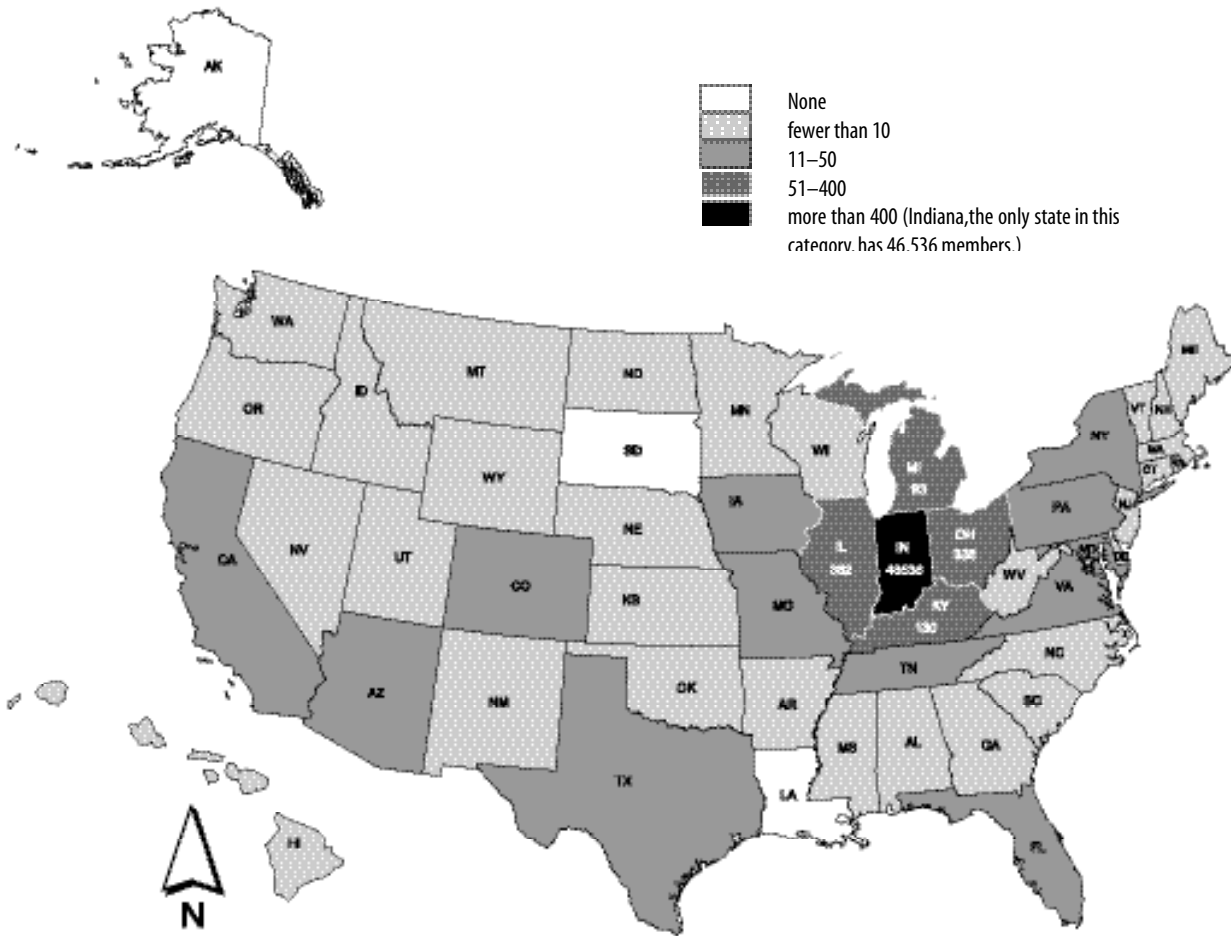 AK
None
fewer than 10
11–50
51–400
more than 400 (Indiana,the only state in this
category, has 46,536 members.)
WA
MT
ND
MN
ME
ID
OR
VT
NH
WI
NY
SD
MA
WY
CT
MI
IA
PA
NJ
NE
OH
NV
UT
IL
IN
CA
CO
WV
VA
KS
MO
KY
NC
TN
AZ
OK
NM
AR
SC
MS
AL
GA
TX
LA
HI
FL
N